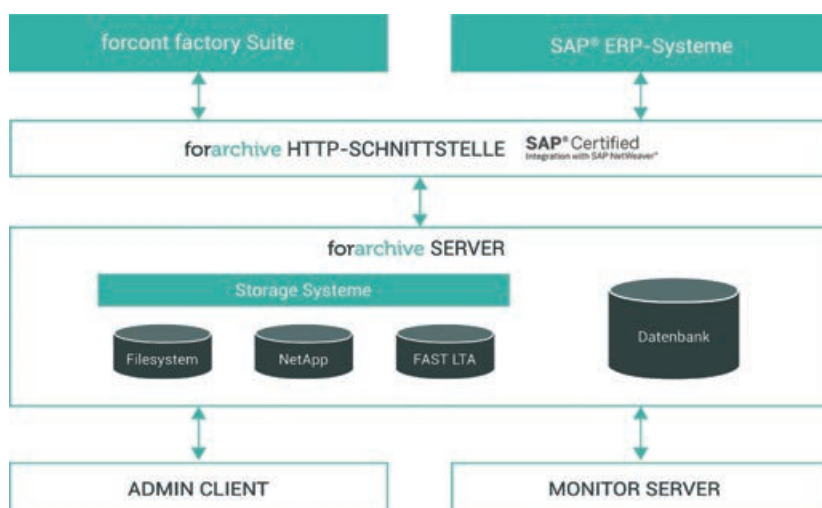 forcont factory Suite
SAP® ERP-Systeme
forarchive HTTP-SCHNITTSTELLE
SAP® Certified
Integration with SAP NetWeaver®
forarchive SERVER
Storage Systeme
Filesystem
NetApp
FAST LTA
Datenbank
ADMIN CLIENT
MONITOR SERVER